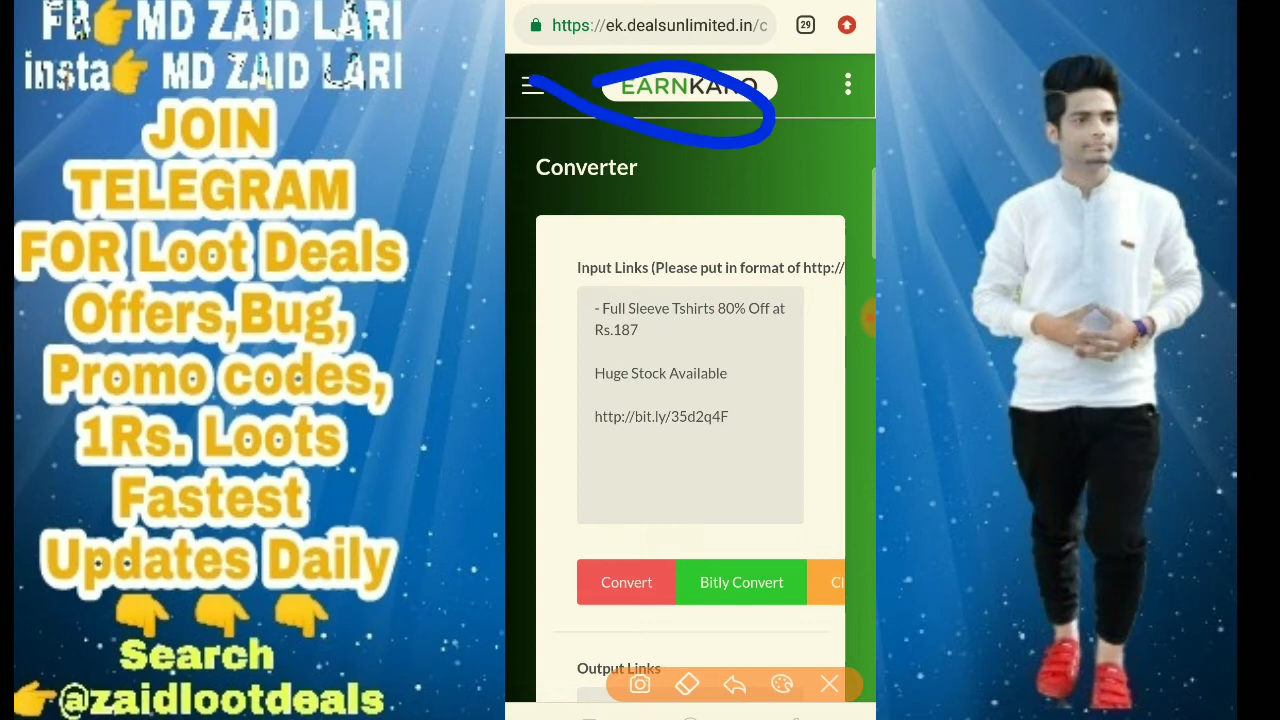 FB👉MD ZAID LARI
insta👉 MD ZAID LARI
JOIN
TELEGRAM
FOR Loot Deals
Offers,Bug,
Promo codes,
1Rs. Loots
Fastest
Updates Daily
👇 👇 👇
Search
👉@zaidlootdeals
https://ek.dealsunlimited.in/c
29
EARNKARO
Converter
Input Links (Please put in format of http://
- Full Sleeve Tshirts 80% Off at
Rs.187
Huge Stock Available
http://bit.ly/35d2q4F
Convert
Bitly Convert
Cl
Output Links